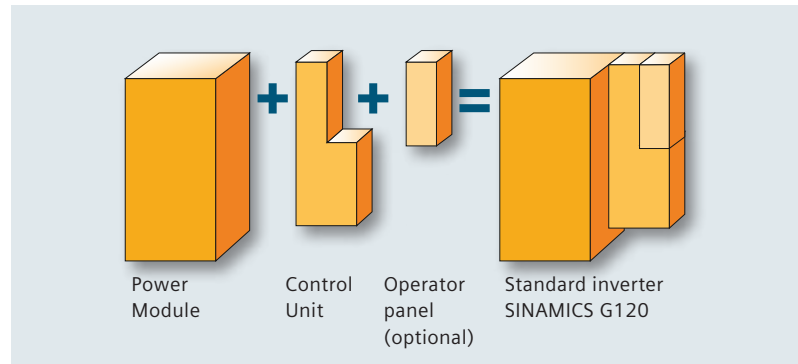 + + =
Power
Module
Control
Unit
Operator
panel
(optional)
Standard inverter
SINAMICS G120